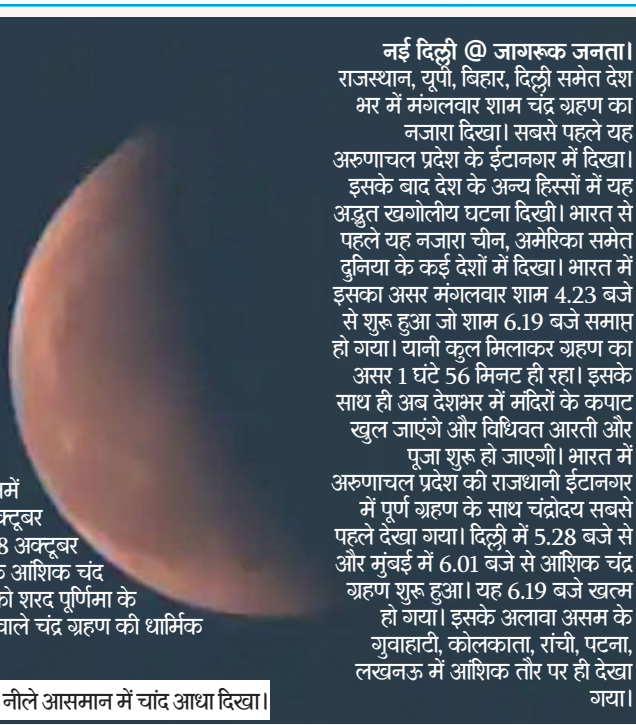 नई दिल्ली @ जागरूक जनता।
राजस्थान, यूपी, बिहार, दिल्ली समेत देश
भर में मंगलवार शाम चंद्र ग्रहण का
नजारा दिखा। सबसे पहले यह
अरुणाचल प्रदेश के ईटानगर में दिखा।
इसके बाद देश के अन्य हिस्सों में यह
अद्भुत खगोलीय घटना दिखी। भारत से
पहले यह नजारा चीन, अमेरिका समेत
दुनिया के कई देशों में दिखा। भारत में
इसका असर मंगलवार शाम 4.23 बजे
से शुरू हुआ जो शाम 6.19 बजे समाप्त
हो गया। यानी कुल मिलाकर ग्रहण का
असर 1 घंटे 56 मिनट ही रहा। इसके
साथ ही अब देशभर में मंदिरों के कपाट
खुल जाएंगे और विधिवत आरती और
पूजा शुरू हो जाएगी। भारत में
अरुणाचल प्रदेश की राजधानी ईटानगर
में पूर्ण ग्रहण के साथ चंद्रोदय सबसे
पहले देखा गया। दिल्ली में 5.28 बजे से
और मुंबई में 6.01 बजे से आंशिक चंद्र
ग्रहण शुरू हुआ। यह 6.19 बजे खत्म
हो गया। इसके अलावा असम के
गुवाहाटी, कोलकाता, रांची, पटना,
लखनऊ में आंशिक तौर पर ही देखा
गया।
8 अक्टूबर
आंशिक चंद
को शरद पूर्णिमा के
वाले चंद्र ग्रहण की धार्मिक
नीले आसमान में चांद आधा दिखा।